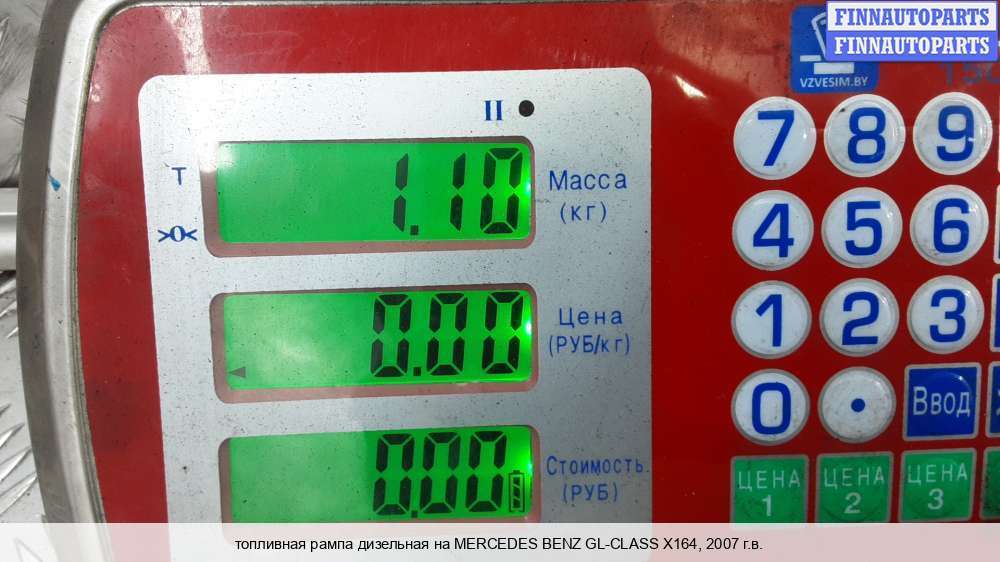 FINNAUTOPARTS
FINNAUTOPARTS
VZVESIM.BY
II
T
>0<
1.10
Масса
(кг)
0.00
Цена
(РУБ/кг)
0.00
Стоимость
(РУБ)
7 8 9
4 5 6
1 2 3
0 . Ввод
ЦЕНА 1
ЦЕНА 2
ЦЕНА 3
топливная рампа дизельная на MERCEDES BENZ GL-CLASS X164, 2007 г.в.